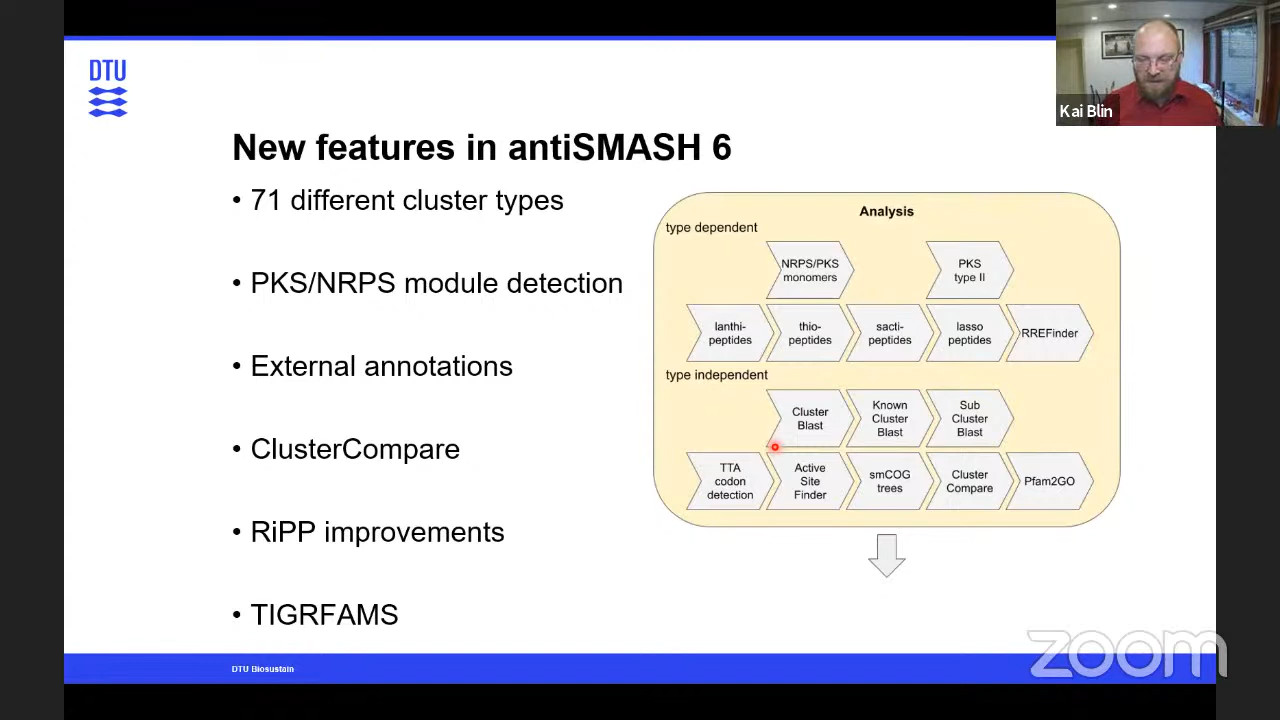 DTU
Kai Blin
New features in antiSMASH 6
• 71 different cluster types
• PKS/NRPS module detection
• External annotations
• ClusterCompare
• RiPP improvements
• TIGRFAMS
Analysis
type dependent
NRPS/PKS
monomers
PKS
type II
lanthi-
peptides
thio-
peptides
sacti-
peptides
lasso
peptides
RREFinder
type independent
Cluster
Blast
Known
Cluster
Blast
Sub
Cluster
Blast
TTA
codon
detection
Active
Site
Finder
smCOG
trees
Cluster
Compare
Pfam2GO
DTU Biosustain
zoom